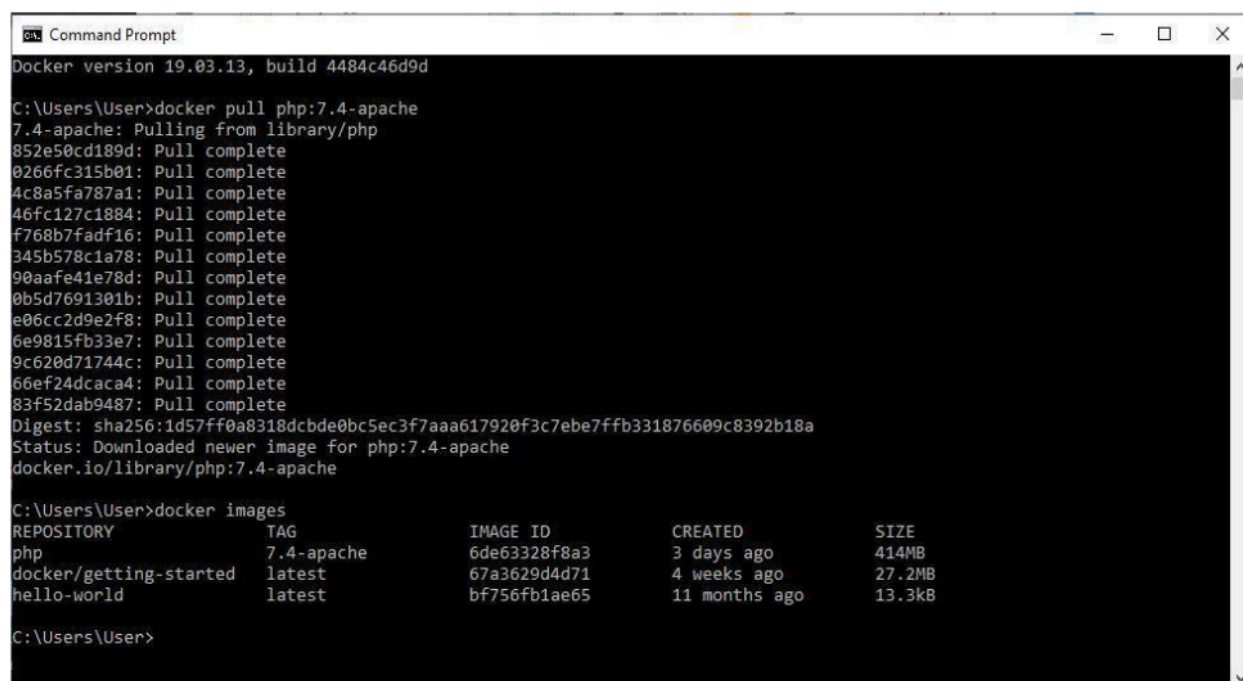 Command Prompt
Docker version 19.03.13, build 4484c46d9d
C:\Users\User>docker pull php:7.4-apache
7.4-apache: Pulling from library/php
852e50cd189d: Pull complete
0266fc315b01: Pull complete
4c8a5fa787a1: Pull complete
46fc127c1884: Pull complete
f768b7fadf16: Pull complete
345b578c1a78: Pull complete
90aafe41e78d: Pull complete
0b5d7691301b: Pull complete
e06cc2d9e2f8: Pull complete
6e9815fb33e7: Pull complete
9c620d71744c: Pull complete
66ef24dcaca4: Pull complete
83f52dab9487: Pull complete
Digest: sha256:1d57ff0a8318dcbde0bc5ec3f7aaa617920f3c7ebe7ffb331876609c8392b18a
Status: Downloaded newer image for php:7.4-apache
docker.io/library/php:7.4-apache
C:\Users\User>docker images
REPOSITORY TAG IMAGE ID CREATED SIZE
php 7.4-apache 6de63328f8a3 3 days ago 414MB
docker/getting-started latest 67a3629d4d71 4 weeks ago 27.2MB
hello-world latest bf756fb1ae65 11 months ago 13.3kB
C:\Users\User>